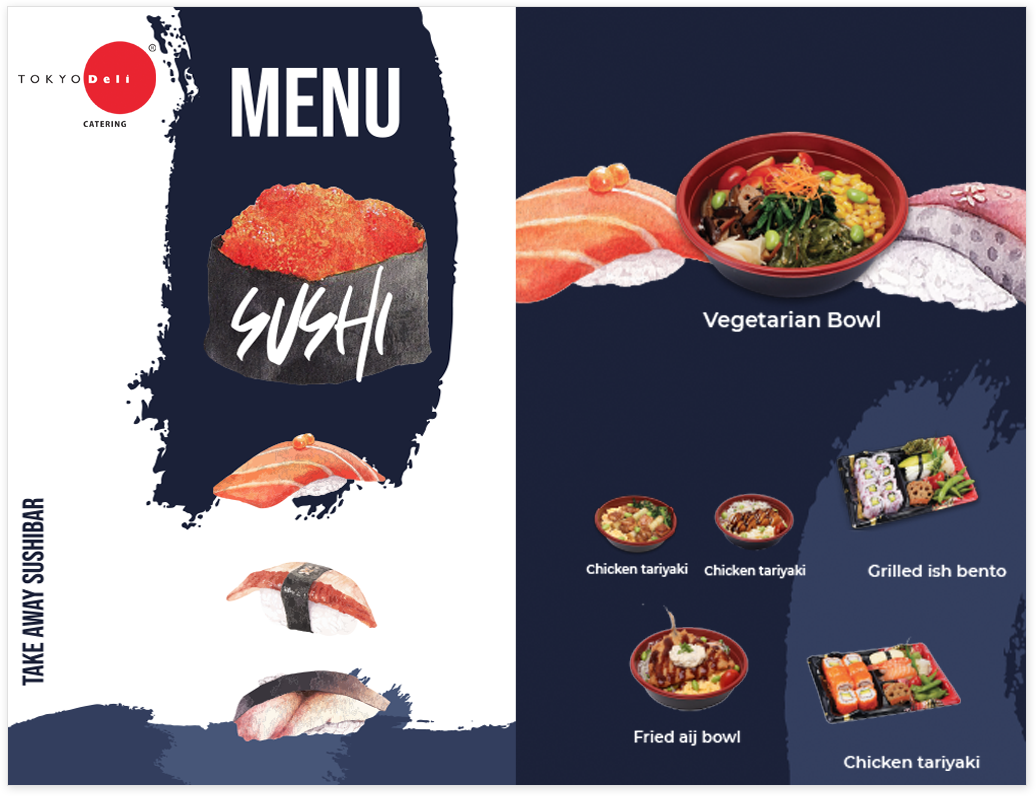 TOKYO Deli ®
CATERING
MENU
SUSHI
TAKE AWAY SUSHIBAR
Vegetarian Bowl
Chicken tariyaki
Chicken tariyaki
Grilled ish bento
Fried aij bowl
Chicken tariyaki